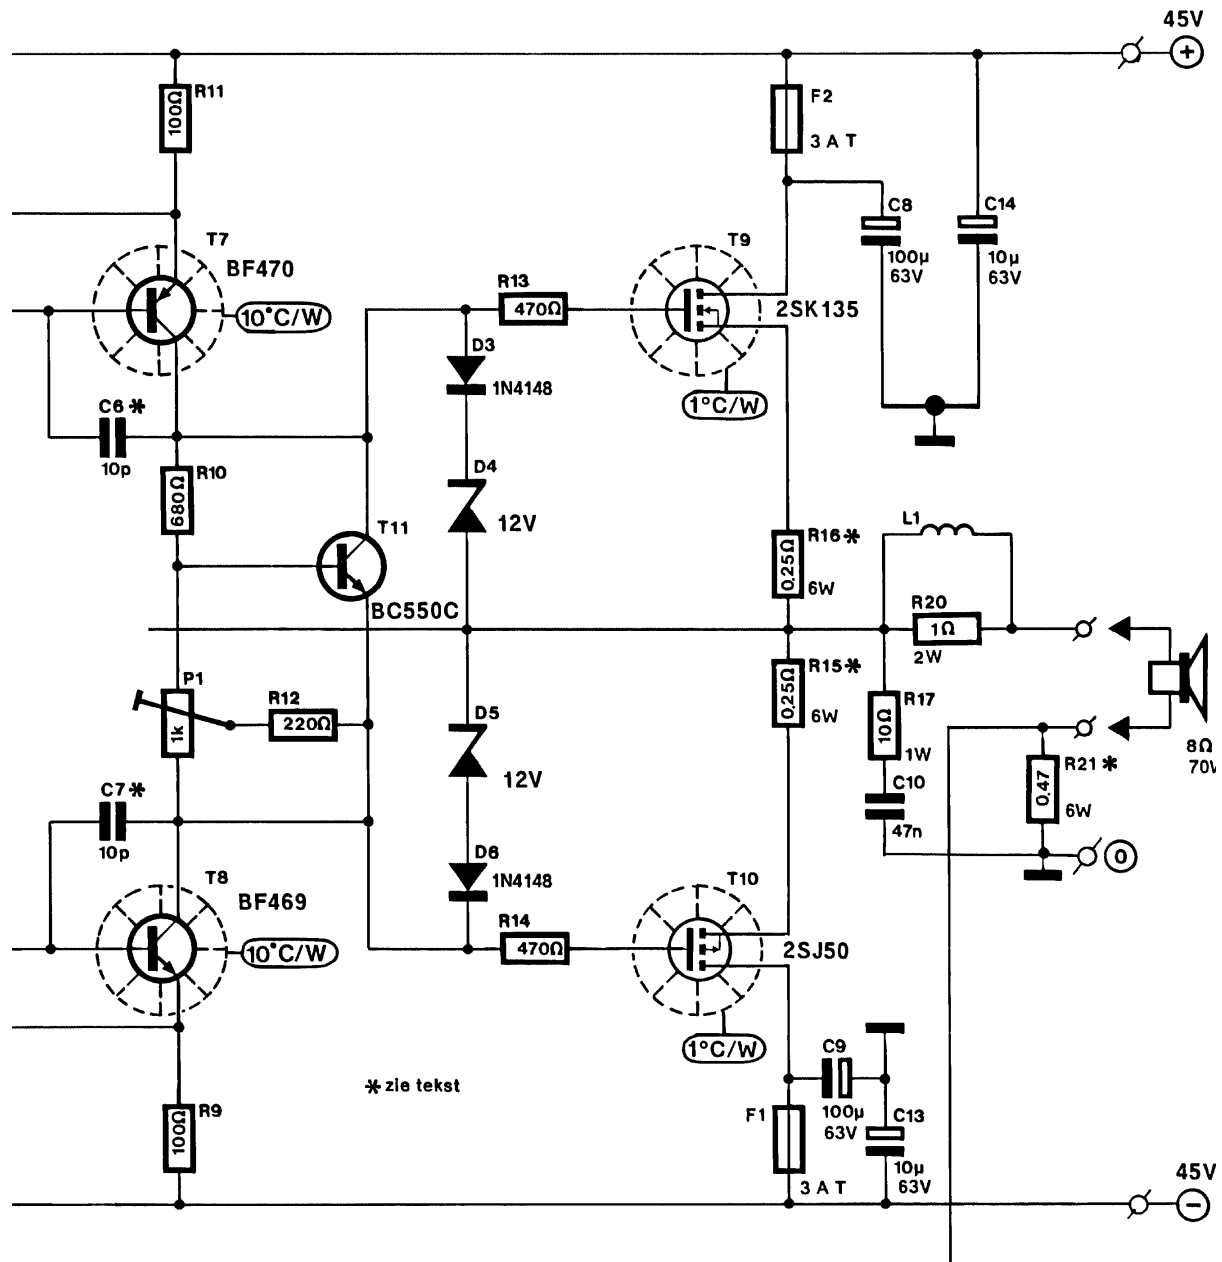 45V
+
R11
100Ω
F2
3 A T
T7
BF470
10°C/W
C8
100µ
63V
C14
10µ
63V
T9
2SK135
1°C/W
R13
470Ω
D3
1N4148
C6*
10p
R10
680Ω
D4
12V
T11
BC550C
R16*
0,25Ω
6W
L1
R20
1Ω
2W
R15*
0,25Ω
6W
P1
1k
R12
220Ω
D5
12V
R17
10Ω
1W
C10
47n
R21*
0,47
6W
8Ω
0
C7*
10p
D6
1N4148
T8
BF469
10°C/W
R14
470Ω
T10
2SJ50
1°C/W
* zie tekst
C9
100µ
63V
R9
100Ω
F1
3 A T
C13
10µ
63V
45V
−